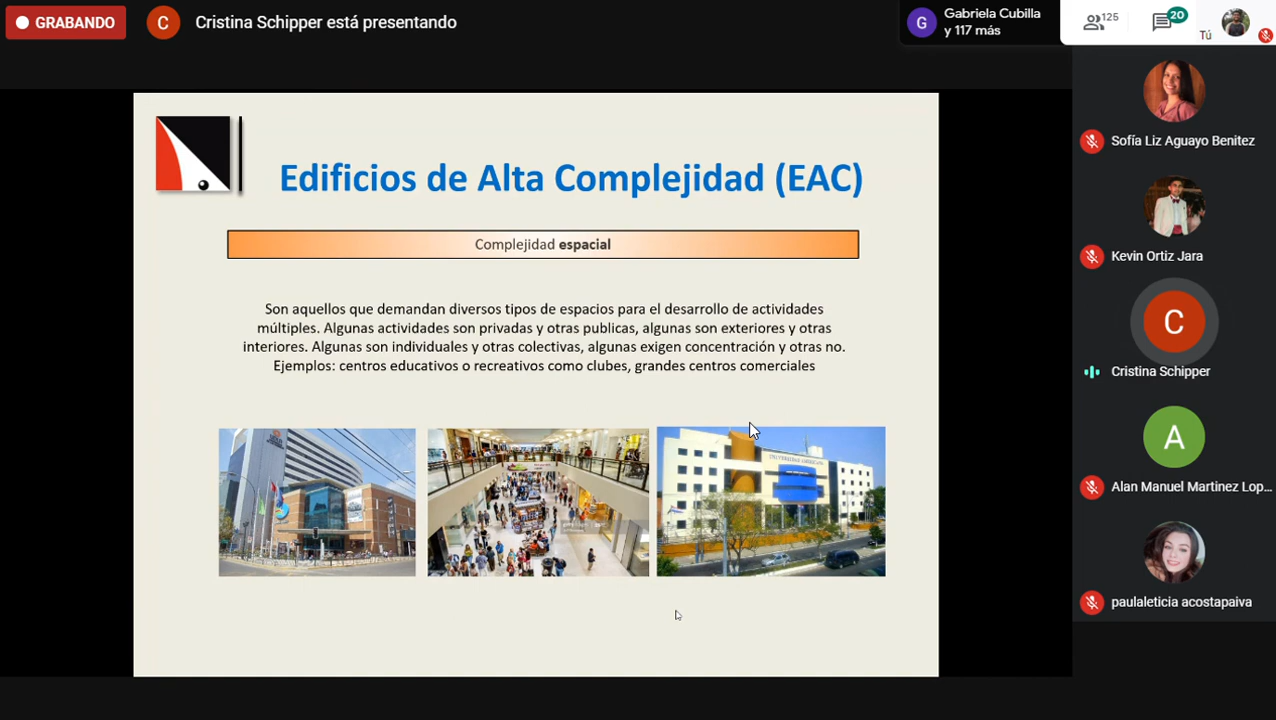 GRABANDO
C
Cristina Schipper está presentando
G
Gabriela Cubilla
y 117 más
125
20
Tú
Edificios de Alta Complejidad (EAC)
Complejidad espacial
Son aquellos que demandan diversos tipos de espacios para el desarrollo de actividades
múltiples. Algunas actividades son privadas y otras publicas, algunas son exteriores y otras
interiores. Algunas son individuales y otras colectivas, algunas exigen concentración y otras no.
Ejemplos: centros educativos o recreativos como clubes, grandes centros comerciales
UNIVERSIDAD AMERICANA
Sofía Liz Aguayo Benitez
Kevin Ortiz Jara
C
Cristina Schipper
A
Alan Manuel Martinez Lop...
paulaleticia acostapaiva